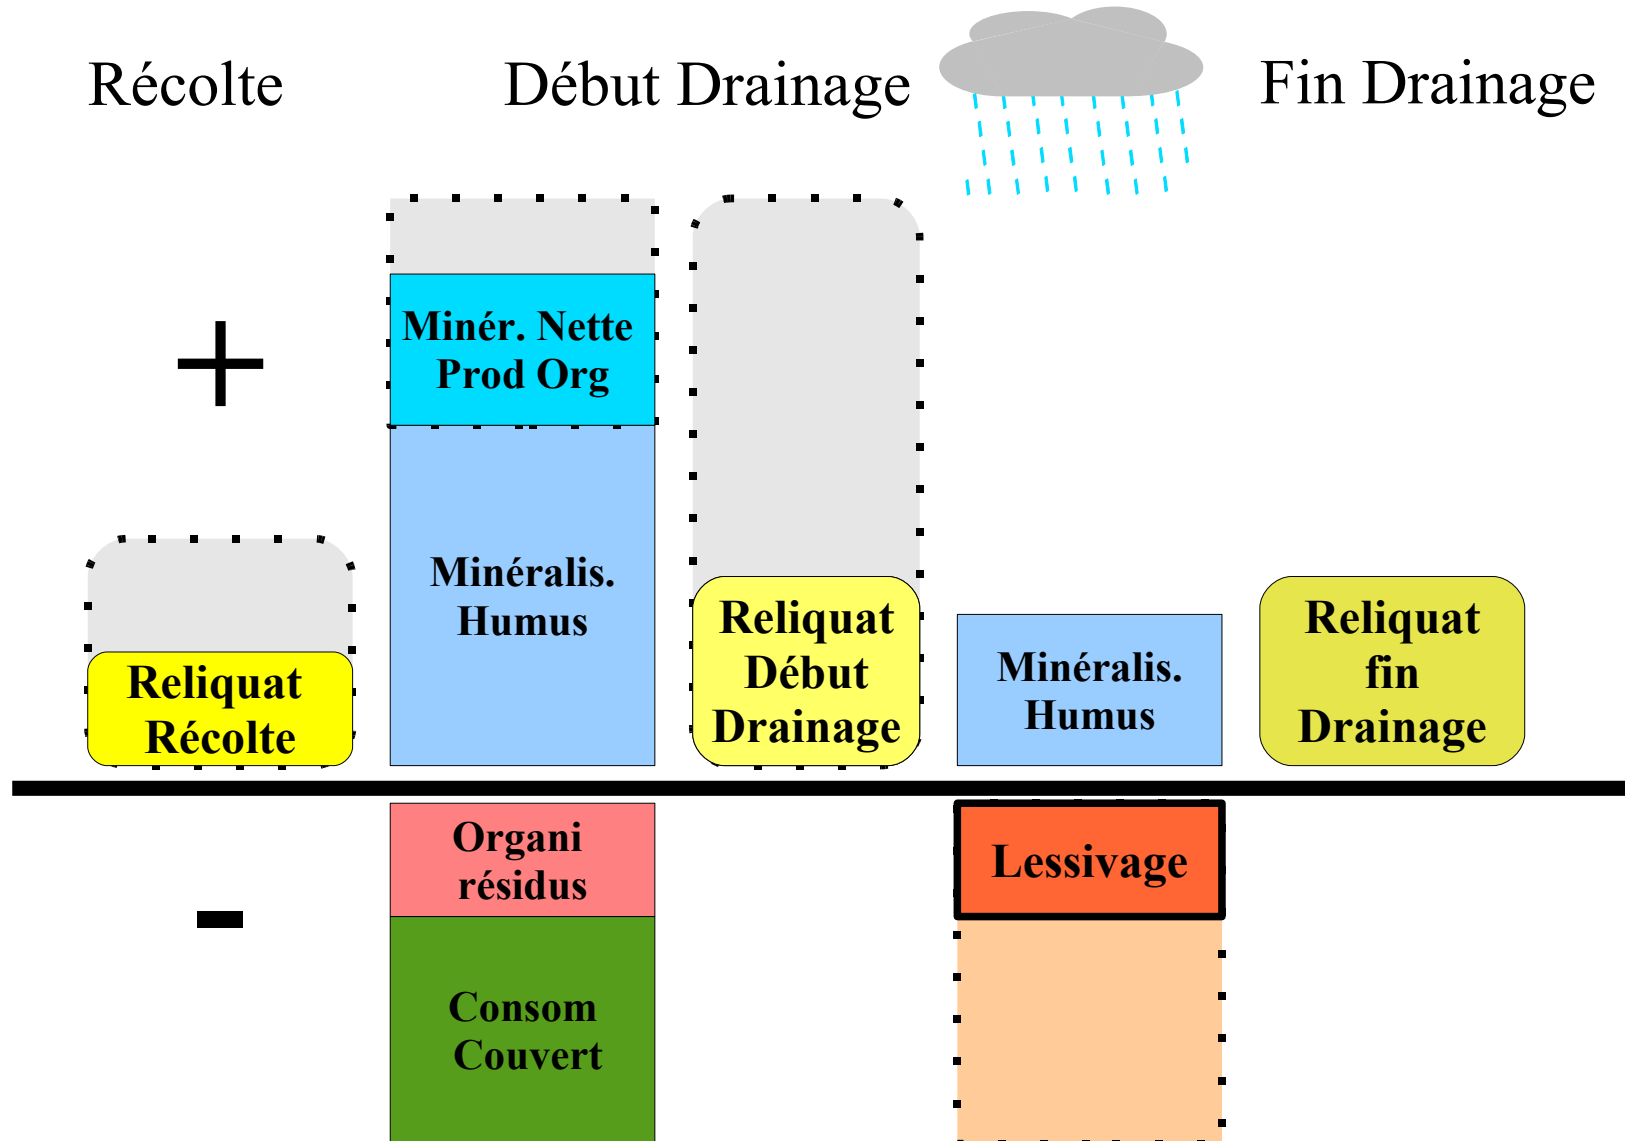 Récolte
Début Drainage
Fin Drainage
+
Minér. Nette
Prod Org
Minéralis.
Humus
Reliquat
Récolte
Reliquat
Début
Drainage
Minéralis.
Humus
Reliquat
fin
Drainage
-
Organi
résidus
Consom
Couvert
Lessivage